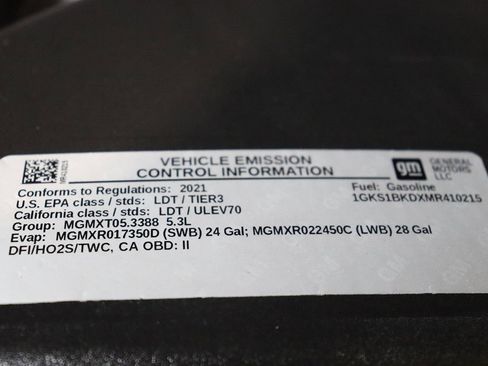 VEHICLE EMISSION
CONTROL INFORMATION
gm
GENERAL
MOTORS
LLC
MR410215
Conforms to Regulations: 2021
Fuel: Gasoline
U.S. EPA class / stds: LDT / TIER3
1GKS1BKDXMR410215
California class / stds: LDT / ULEV70
Group: MGMXT05.3388 5.3L
Evap: MGMXR017350D (SWB) 24 Gal; MGMXR022450C (LWB) 28 Gal
DFI/HO2S/TWC, CA OBD: II